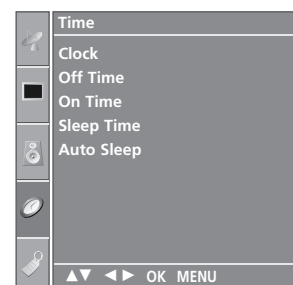 Time
Clock
Off Time
On Time
Sleep Time
Auto Sleep
▲▼ ◄► OK MENU